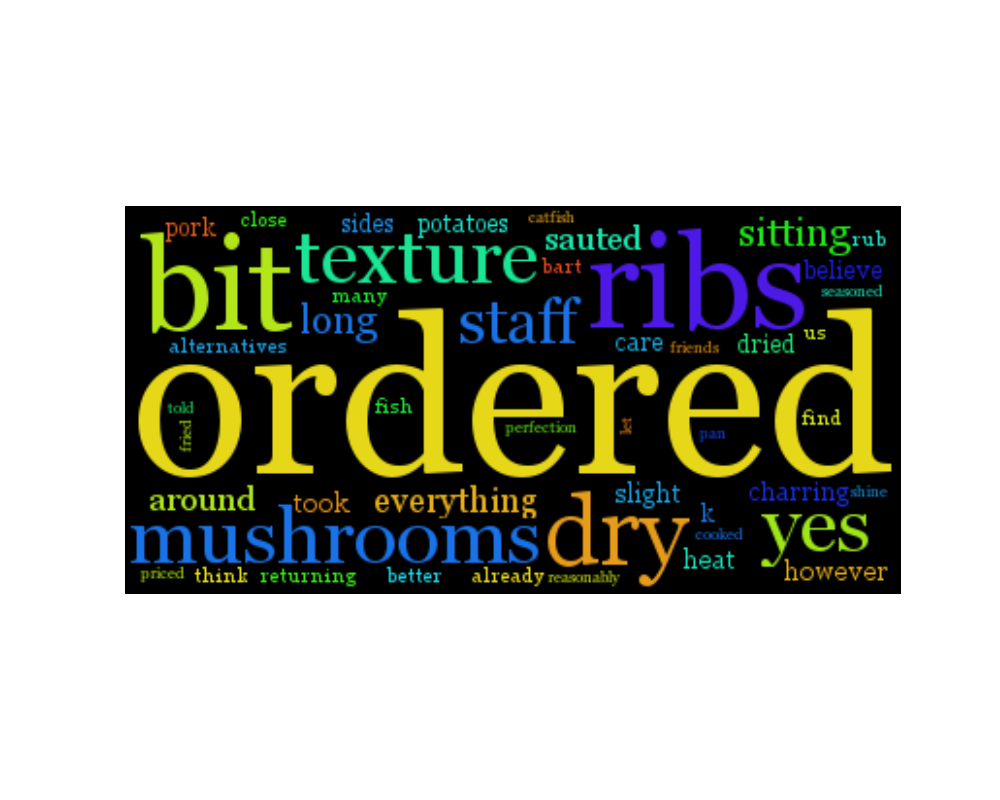 pork close sides potatoes catfish
bit texture sauted ribs sitting rub
bart believe
many seasoned
long staff
alternatives care friends dried us
ordered
told fish find
fried perfection pan
around took everything slight charring shine
mushrooms dry k yes
cooked
heat
priced think returning better already reasonably however